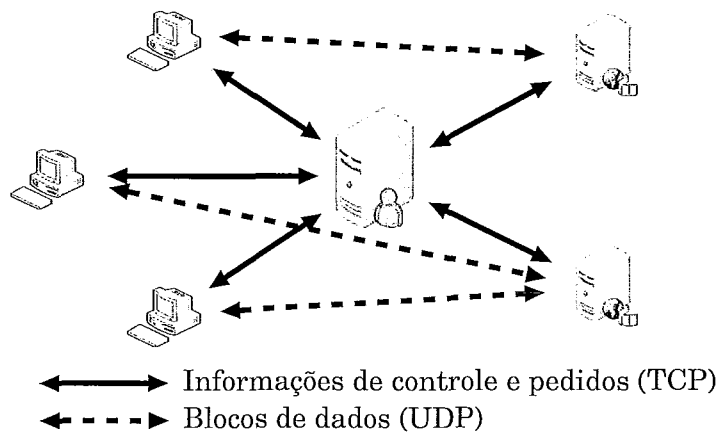 Informações de controle e pedidos (TCP)
Blocos de dados (UDP)